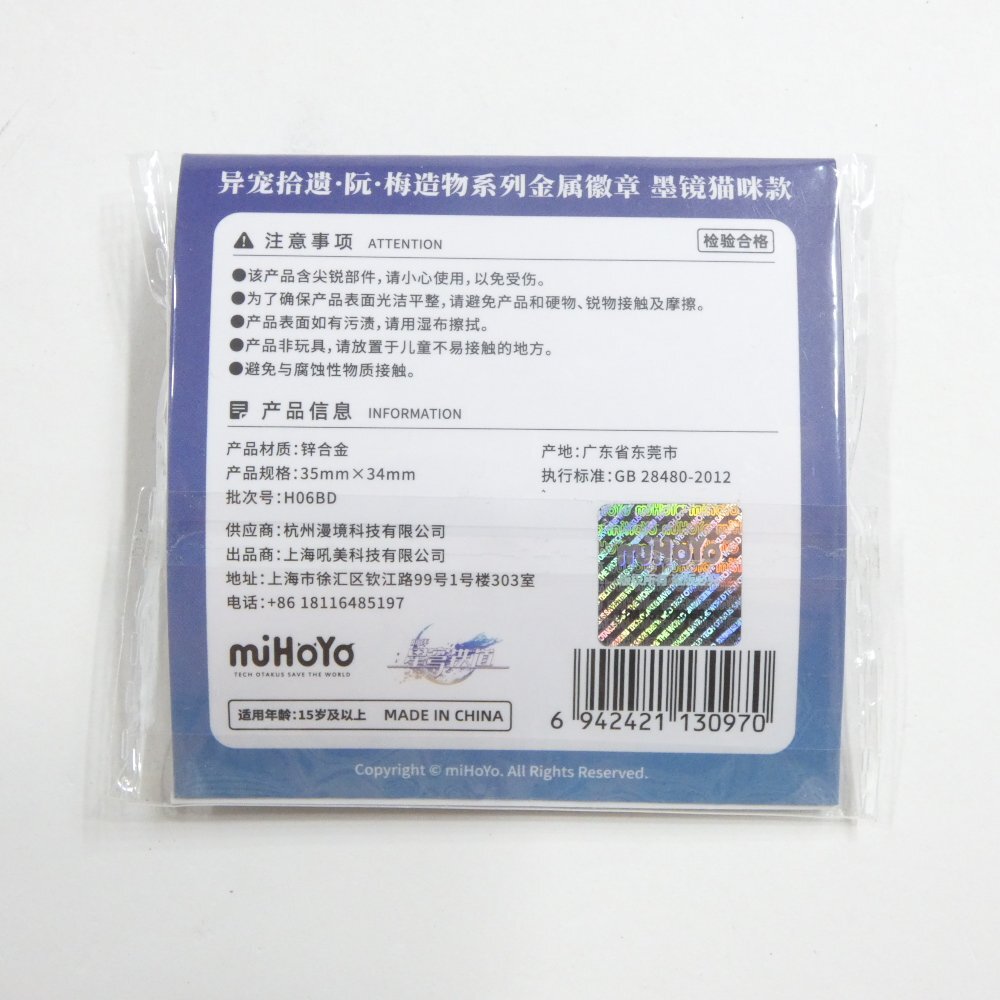 异宠拾遗·阮·梅造物系列金属徽章 墨镜猫咪款
注意事项 ATTENTION 检验合格
●该产品含尖锐部件,请小心使用,以免受伤。
●为了确保产品表面光洁平整,请避免产品和硬物、锐物接触及摩擦。
●产品表面如有污渍,请用湿布擦拭。
●产品非玩具,请放置于儿童不易接触的地方。
●避免与腐蚀性物质接触。
产品信息 INFORMATION
产品材质:锌合金
产品规格:35mm×34mm
批次号:H06BD
产地:广东省东莞市
执行标准:GB 28480-2012
供应商:杭州漫境科技有限公司
出品商:上海吼美科技有限公司
地址:上海市徐汇区钦江路99号1号楼303室
电话:+86 18116485197
miHoYo
miHoYo
TECH OTAKUS SAVE THE WORLD
星穹铁道
适用年龄:15岁及以上 MADE IN CHINA
6 942421 130970
Copyright © miHoYo. All Rights Reserved.